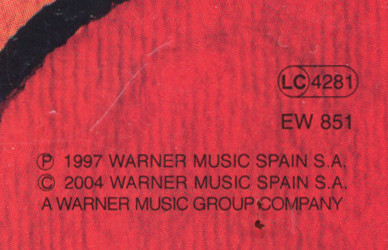 LC 4281
EW 851
℗ 1997 WARNER MUSIC SPAIN S.A.
© 2004 WARNER MUSIC SPAIN S.A.
A WARNER MUSIC GROUP COMPANY